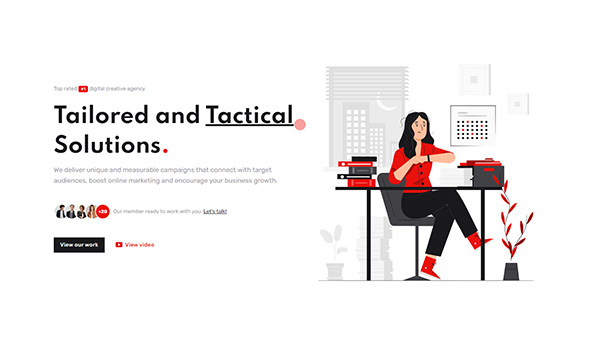 Top rated #1 digital creative agency
Tailored and Tactical
Solutions.
We deliver unique and measurable campaigns that connect with target
audiences, boost online marketing and encourage your business growth.
+20 Our member ready to work with you. Let's talk!
View our work View video